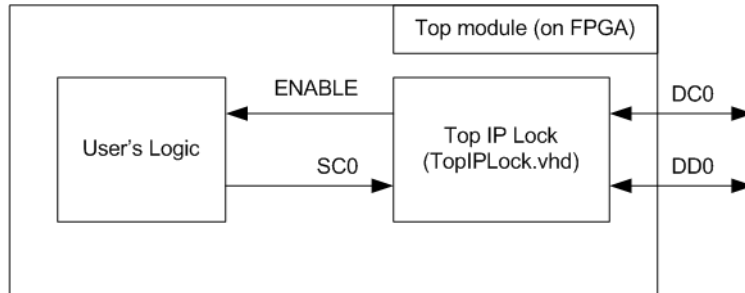 Top module (on FPGA)
ENABLE
DC0
User's Logic
Top IP Lock
(TopIPLock.vhd)
SC0
DD0